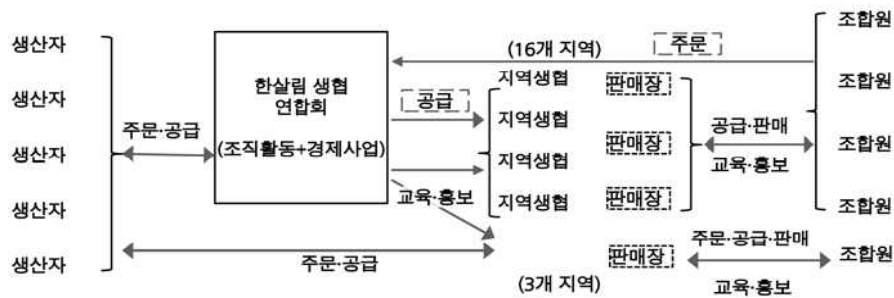 생산자
생산자
생산자
생산자
생산자
주문·공급
한살림 생협
연합회
(조직활동+경제사업)
(16개 지역)
주문
공급
교육·홍보
지역생협
지역생협
지역생협
지역생협
판매장
판매장
판매장
공급·판매
교육·홍보
조합원
조합원
조합원
조합원
조합원
주문·공급
판매장
(3개 지역)
주문·공급·판매
교육·홍보